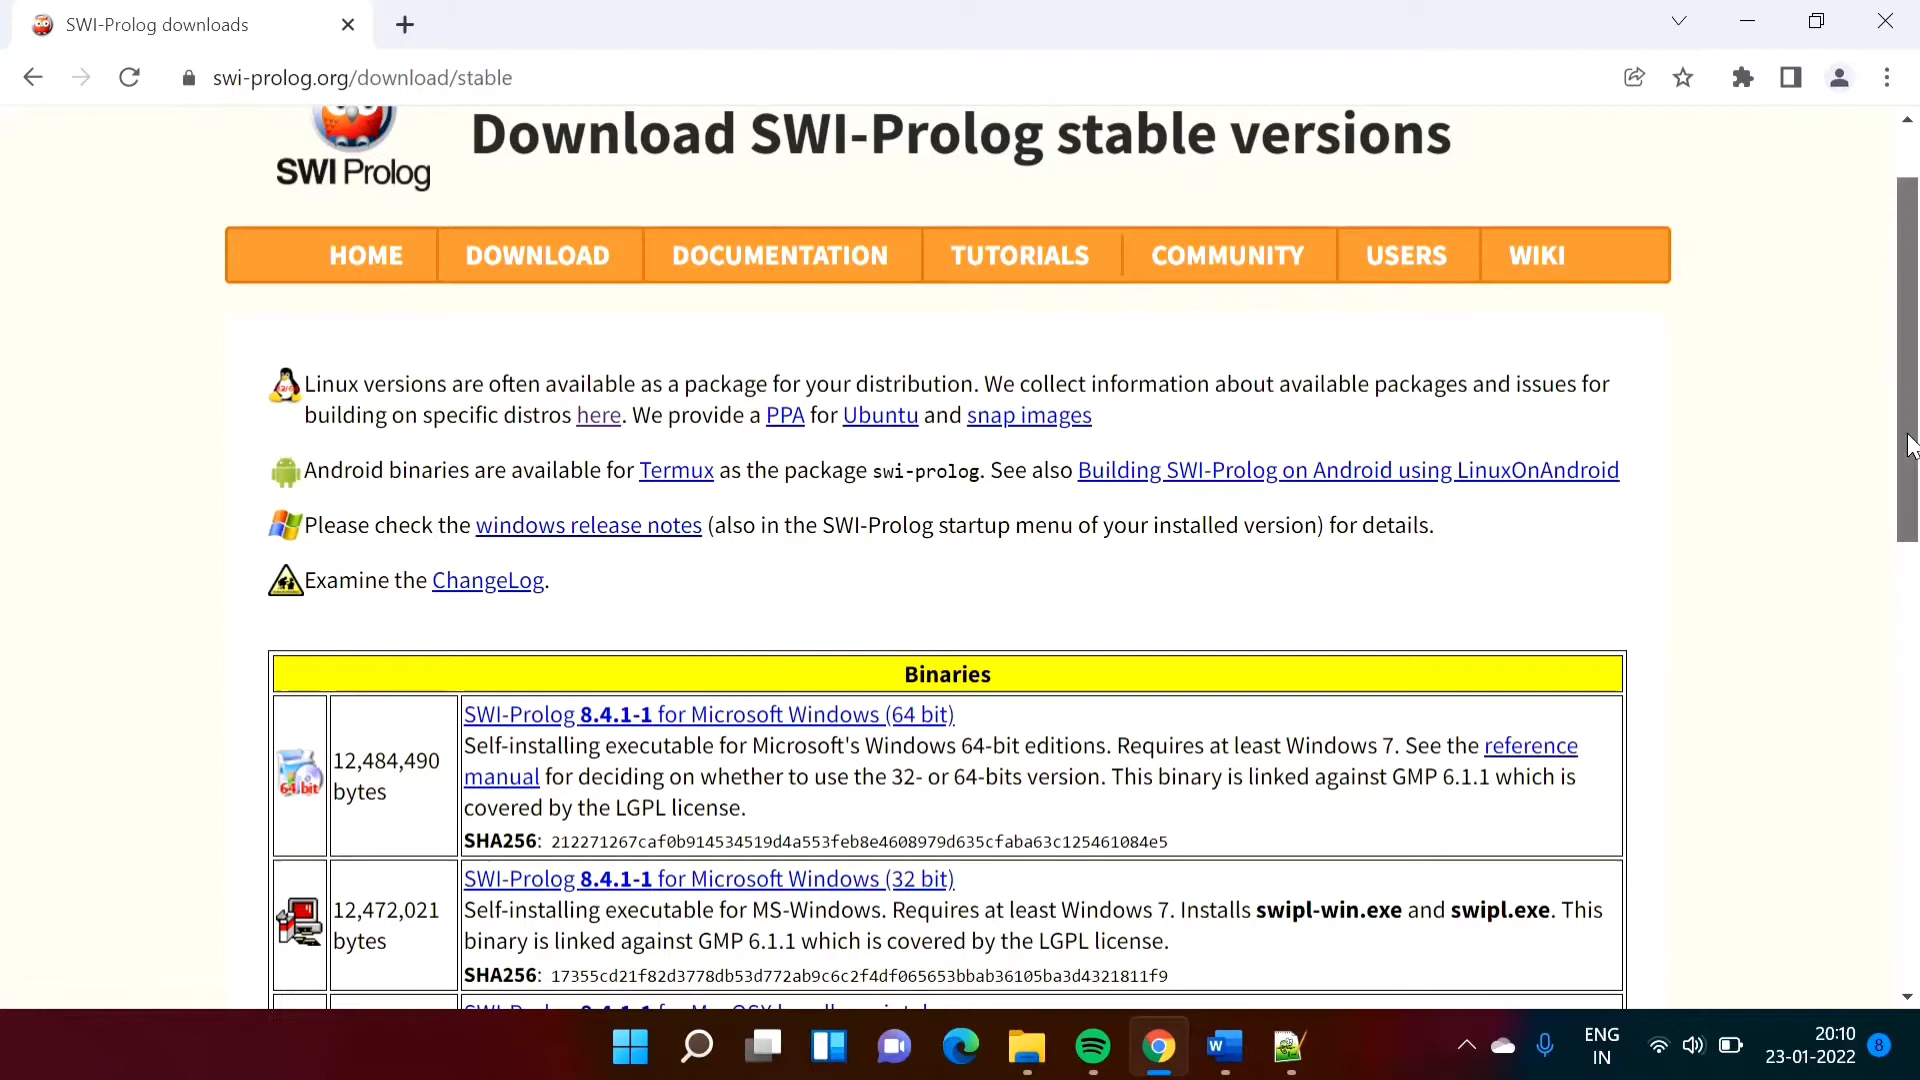 SWI-Prolog downloads
swi-prolog.org/download/stable
SWI Prolog
Download SWI-Prolog stable versions
HOME DOWNLOAD DOCUMENTATION TUTORIALS COMMUNITY USERS WIKI
Linux versions are often available as a package for your distribution. We collect information about available packages and issues for
building on specific distros here. We provide a PPA for Ubuntu and snap images
Android binaries are available for Termux as the package swi-prolog. See also Building SWI-Prolog on Android using LinuxOnAndroid
Please check the windows release notes (also in the SWI-Prolog startup menu of your installed version) for details.
Examine the ChangeLog.
Binaries
64 bit
12,484,490
bytes
SWI-Prolog 8.4.1-1 for Microsoft Windows (64 bit)
Self-installing executable for Microsoft's Windows 64-bit editions. Requires at least Windows 7. See the reference
manual for deciding on whether to use the 32- or 64-bits version. This binary is linked against GMP 6.1.1 which is
covered by the LGPL license.
SHA256: 212271267caf0b914534519d4a553feb8e4608979d635cfaba63c125461084e5
12,472,021
bytes
SWI-Prolog 8.4.1-1 for Microsoft Windows (32 bit)
Self-installing executable for MS-Windows. Requires at least Windows 7. Installs swipl-win.exe and swipl.exe. This
binary is linked against GMP 6.1.1 which is covered by the LGPL license.
SHA256: 17355cd21f82d3778db53d772ab9c6c2f4df065653bbab36105ba3d4321811f9
W
ENG
IN
20:10
23-01-2022
8